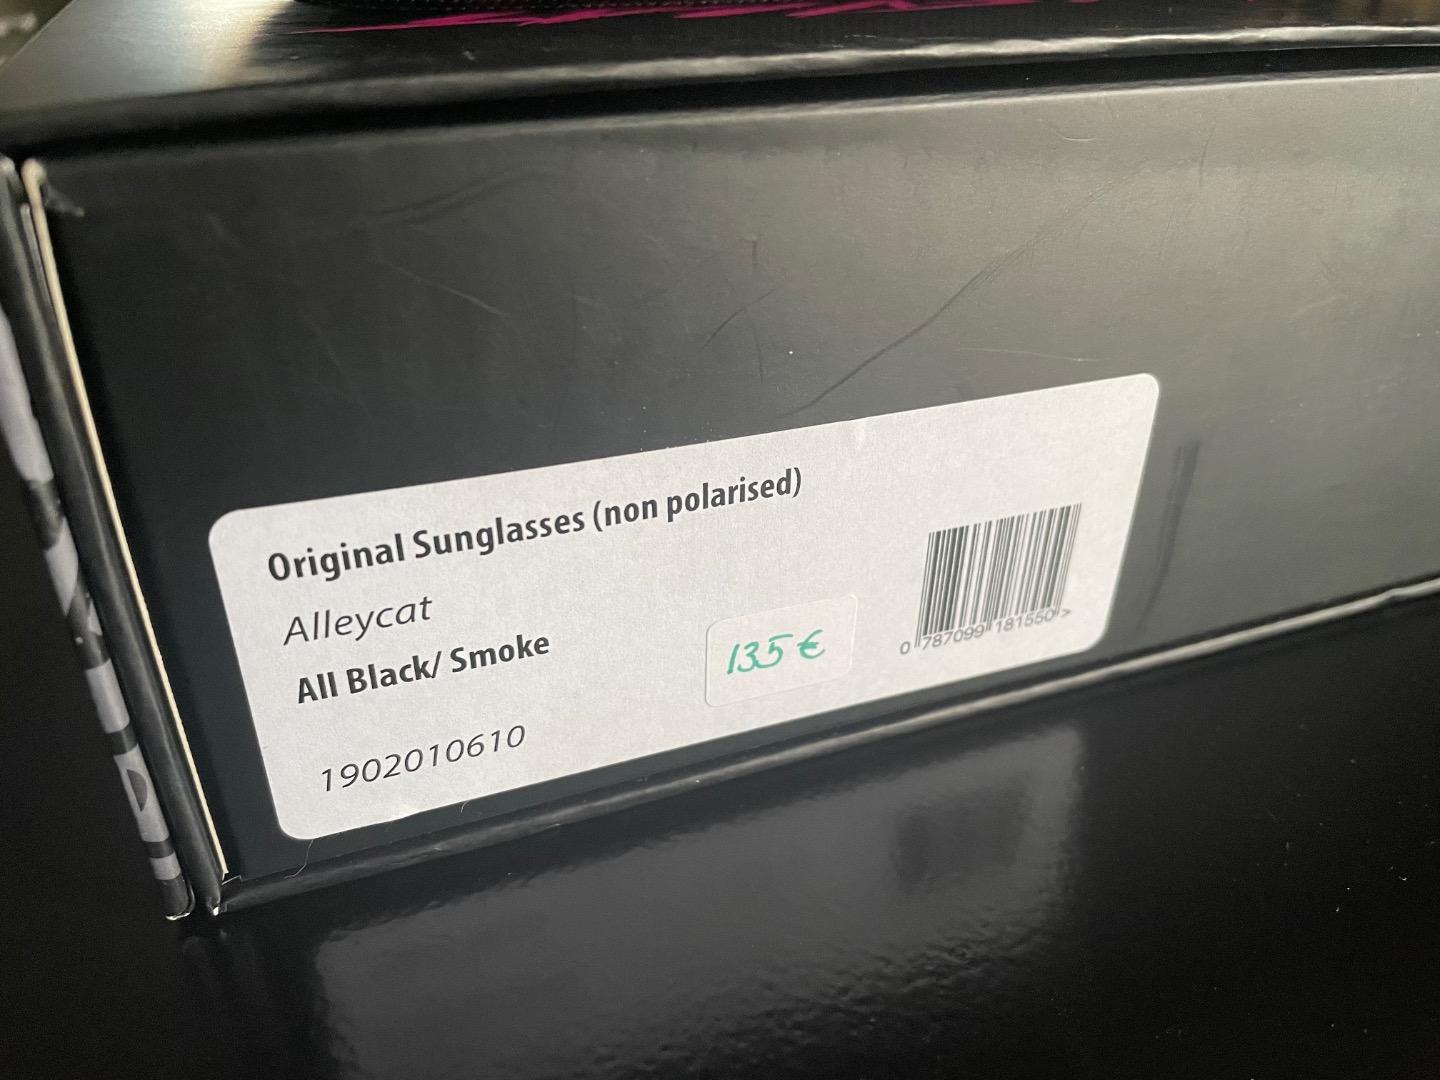 Original Sunglasses (non polarised)
Alleycat
All Black/ Smoke
135 €
1902010610
0 787099 181550 >